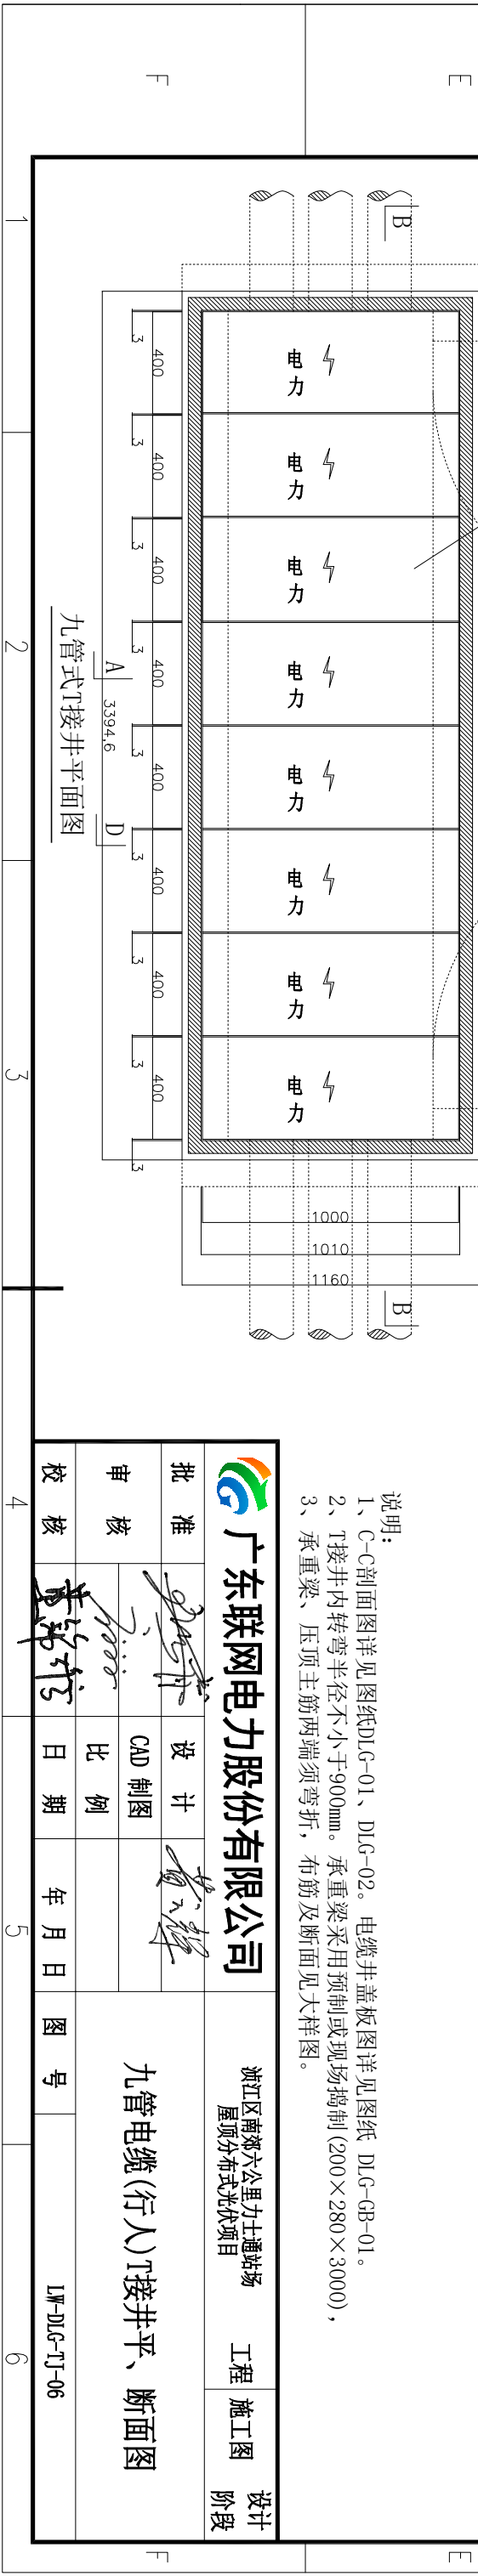 E
F
B
电力
电力
电力
电力
电力
电力
电力
电力
1000
1010
1160
B
400 400 400 400 400 400 400 400
3 3 3 3 3 3 3 3 3
A 3394,6 D
九管式T接井平面图
说明:
1、C-C剖面图详见图纸DLG-01、DLG-02。电缆井盖板图详见图纸 DLG-GB-01。
2、T接井内转弯半径不小于900mm。承重梁采用预制或现场捣制(200×280×3000),
3、承重梁、压顶主筋两端须弯折,布筋及断面见大样图。
广东联网电力股份有限公司
浈江区南郊六公里力士通站场
屋顶分布式光伏项目
工程
施工图
设计
阶段
批 准
设 计
审 核
CAD 制图
比 例
九管电缆(行人)T接井平、断面图
校 核
日 期
年 月 日
图 号
LW-DLG-TJ-06
E
F
1 2 3 4 5 6